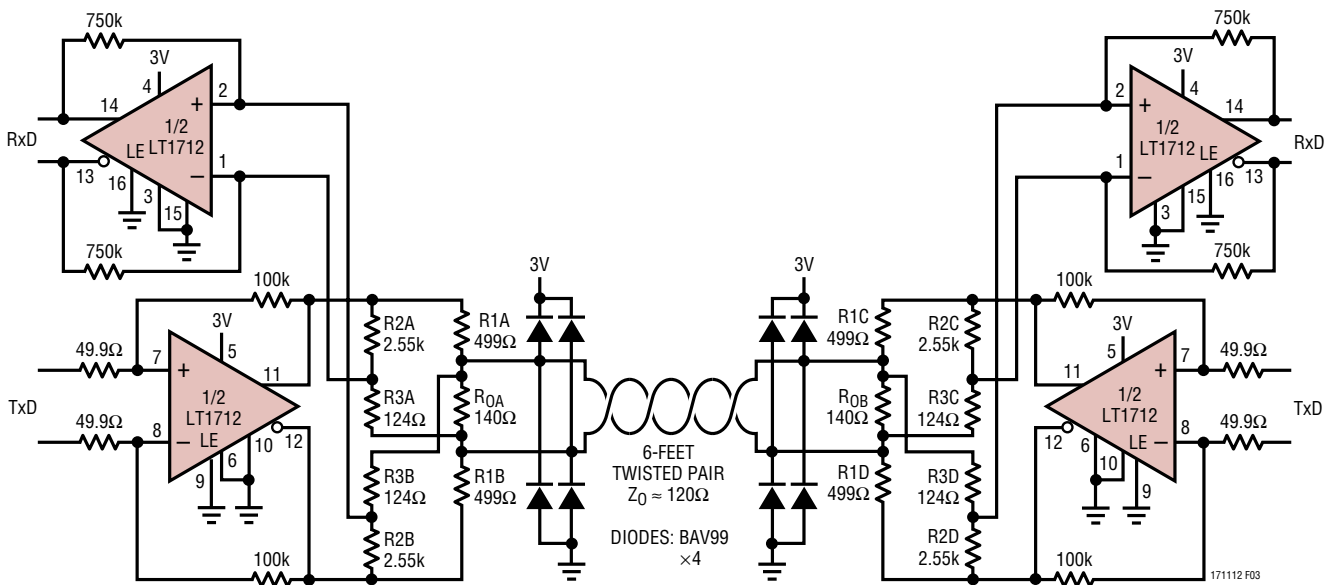 750k
3V
4
2
14
+
1/2
LT1712
LE
RxD
1
–
13
16
3
15
750k
100k
3V
5
49.9Ω
7
+
11
1/2
LT1712
TxD
49.9Ω
8
–
LE
10
12
6
9
100k
R2A
2.55k
R1A
499Ω
R3A
124Ω
ROA
140Ω
R3B
124Ω
R1B
499Ω
R2B
2.55k
3V
6-FEET
TWISTED PAIR
ZO ≈ 120Ω
DIODES: BAV99
×4
3V
R1C
499Ω
R2C
2.55k
ROB
140Ω
R3C
124Ω
R1D
499Ω
R3D
124Ω
R2D
2.55k
750k
3V
4
2
14
+
1/2
LT1712
LE
RxD
1
–
13
16
15
3
750k
100k
3V
5
7
49.9Ω
11
+
1/2
LT1712
TxD
49.9Ω
12
LE
–
8
6
10
9
100k
171112 F03